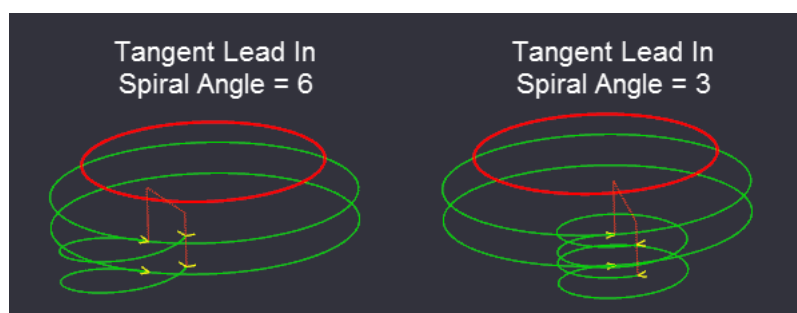 Tangent Lead In
Spiral Angle = 6
Tangent Lead In
Spiral Angle = 3